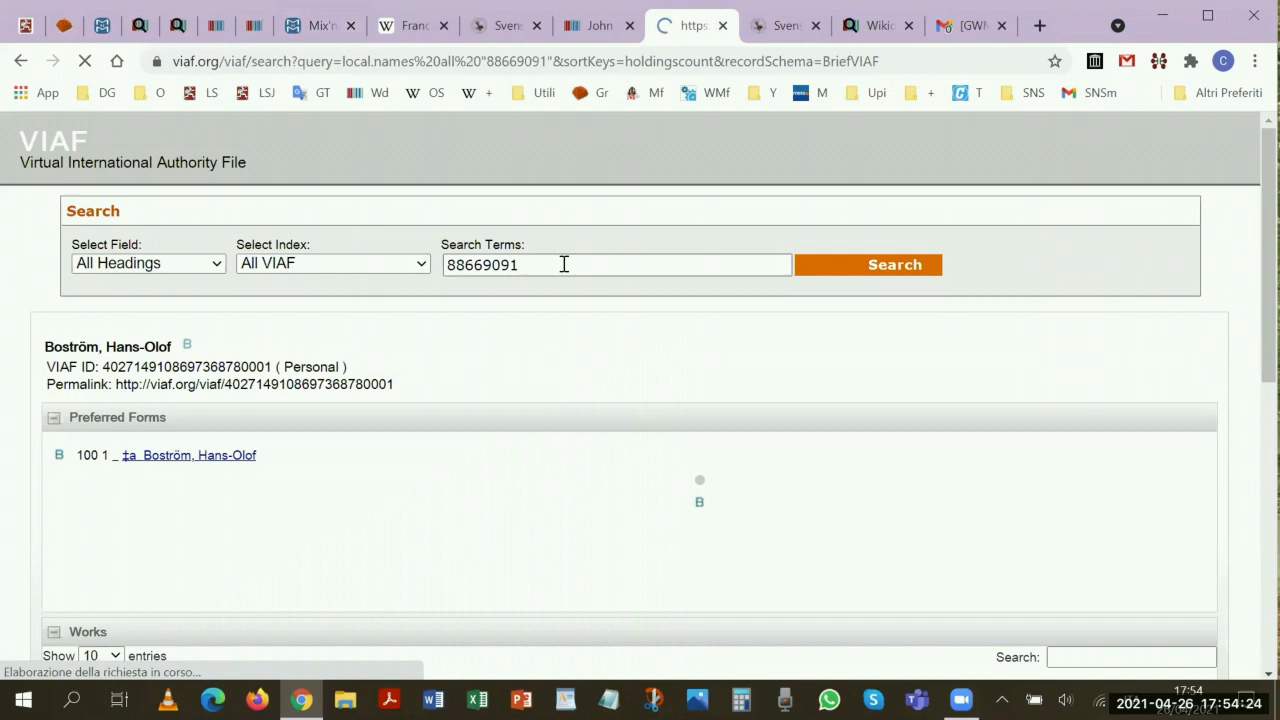 Mix'n
Franc
Svens
John
https
Svens
Wikid
[GWM
viaf.org/viaf/search?query=local.names%20all%20"88669091"&sortKeys=holdingscount&recordSchema=BriefVIAF
C
App DG O LS LSJ GT Wd OS + Utili Gr Mf WMf Y M Upi + T SNS SNSm Altri Preferiti
VIAF
Virtual International Authority File
Search
Select Field: Select Index: Search Terms:
All Headings All VIAF 88669091 Search
Boström, Hans-Olof
VIAF ID: 4027149108697368780001 ( Personal )
Permalink: http://viaf.org/viaf/4027149108697368780001
Preferred Forms
100 1 _ ‡a Boström, Hans-Olof
Works
Show 10 entries Search:
Elaborazione della richiesta in corso...
17:54
2021-04-26 17:54:24